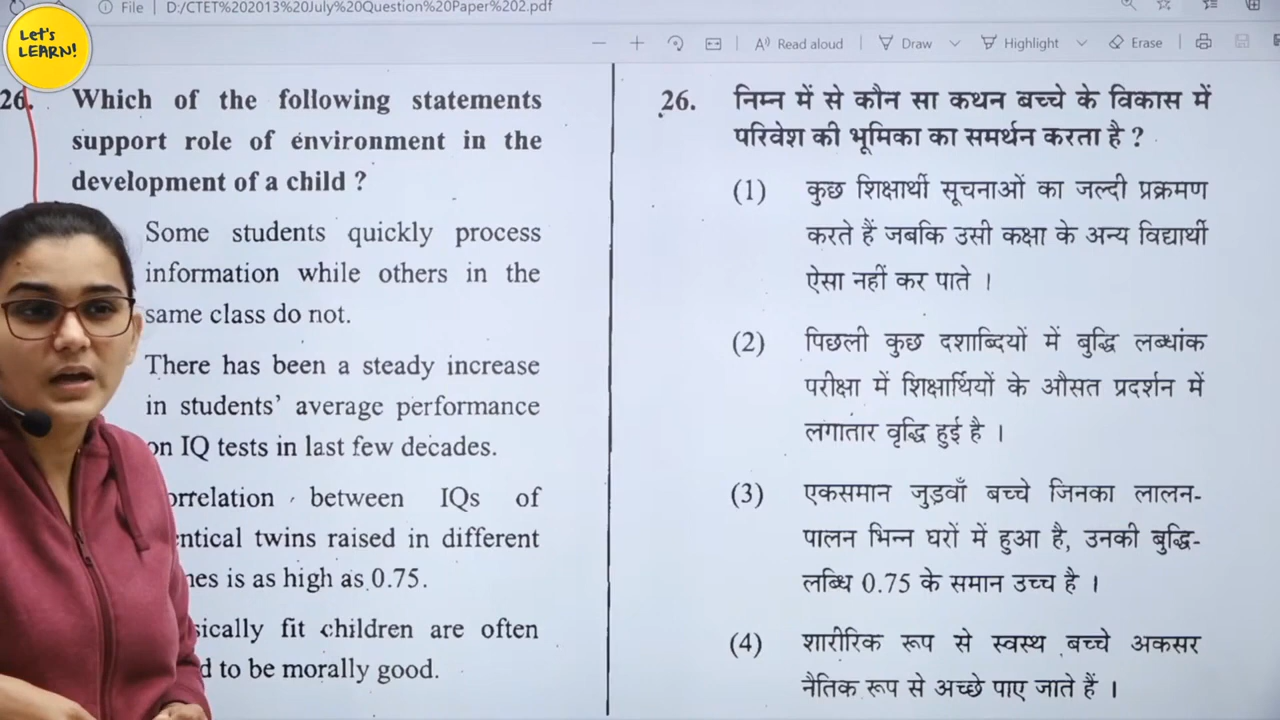 Let's
LEARN!
File | D:/CTET%202013%20July%20Question%20Paper%202.pdf
Read aloud Draw Highlight Erase
26. Which of the following statements
support role of environment in the
development of a child ?
Some students quickly process
information while others in the
same class do not.
There has been a steady increase
in students' average performance
on IQ tests in last few decades.
between IQs of
twins raised in different
is as high as 0.75.
fit children are often
to be morally good.
26. निम्न में से कौन सा कथन बच्चे के विकास में
परिवेश की भूमिका का समर्थन करता है ?
(1) कुछ शिक्षार्थी सूचनाओं का जल्दी प्रक्रमण
करते हैं जबकि उसी कक्षा के अन्य विद्यार्थी
ऐसा नहीं कर पाते ।
(2) पिछली कुछ दशाब्दियों में बुद्धि लब्धांक
परीक्षा में शिक्षार्थियों के औसत प्रदर्शन में
लगातार वृद्धि हुई है ।
(3) एकसमान जुड़वाँ बच्चे जिनका लालन-
पालन भिन्न घरों में हुआ है, उनकी बुद्धि-
लब्धि 0.75 के समान उच्च है ।
(4) शारीरिक रूप से स्वस्थ बच्चे अकसर
नैतिक रूप से अच्छे पाए जाते हैं ।